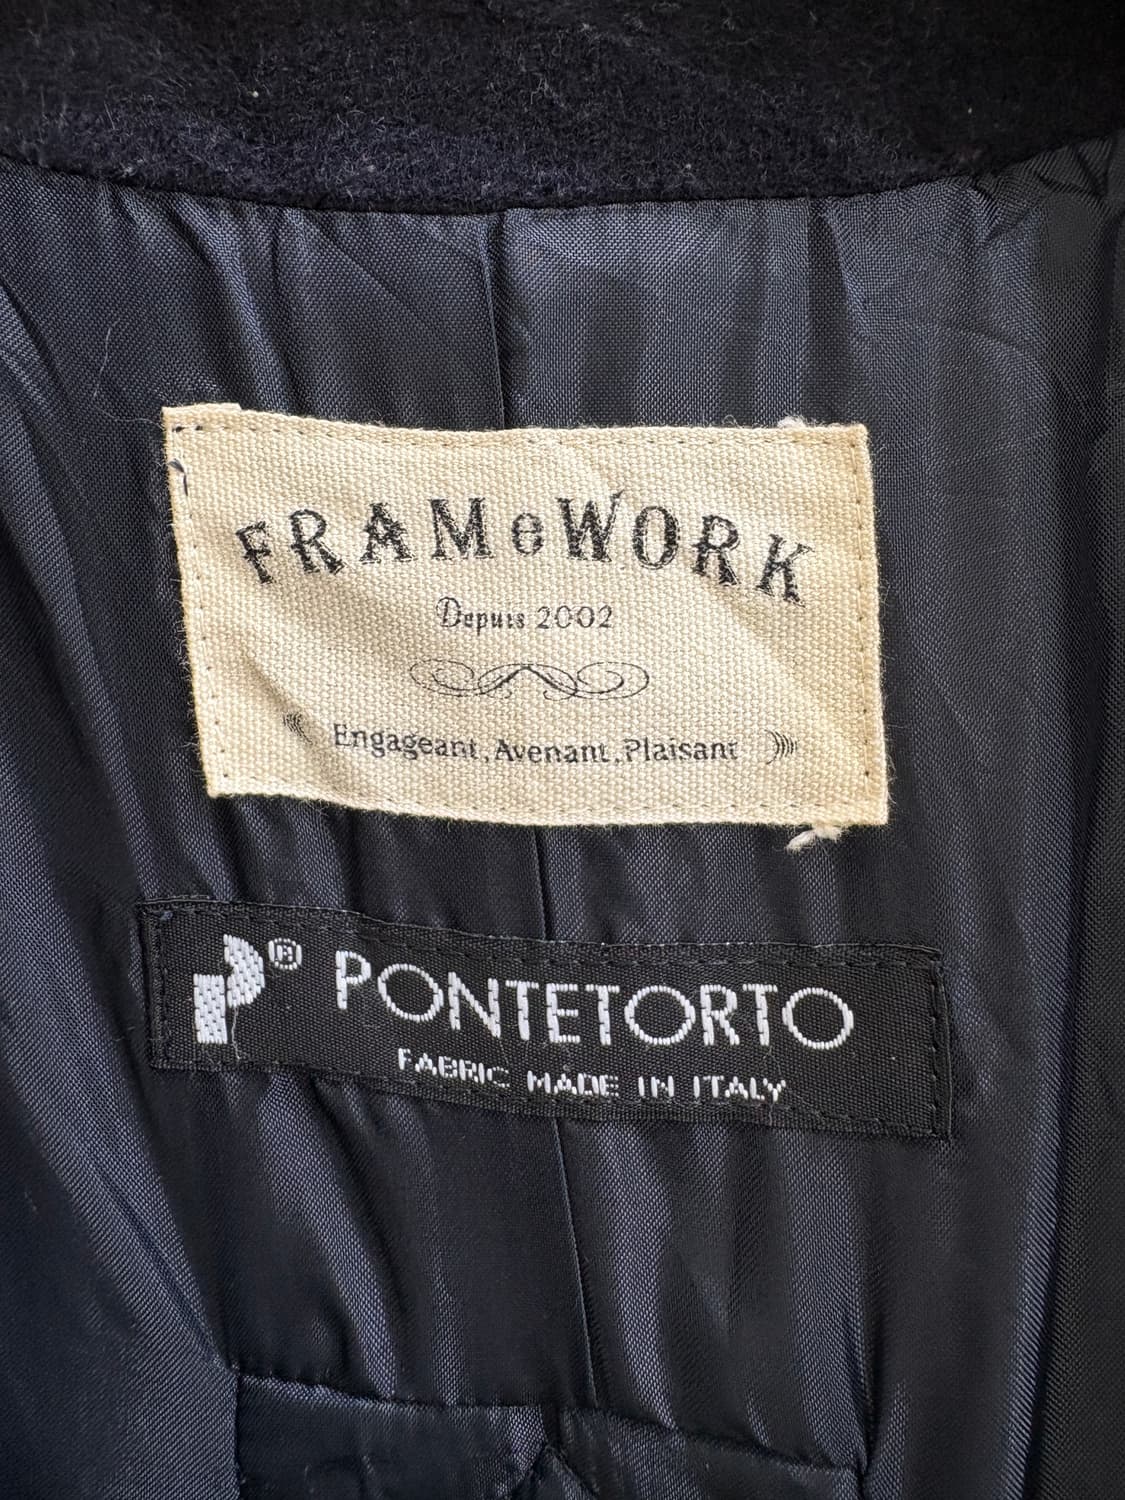 FRAMeWORK
Depuis 2002
Engageant, Avenant, Plaisant
P® PONTETORTO
FABRIC MADE IN ITALY